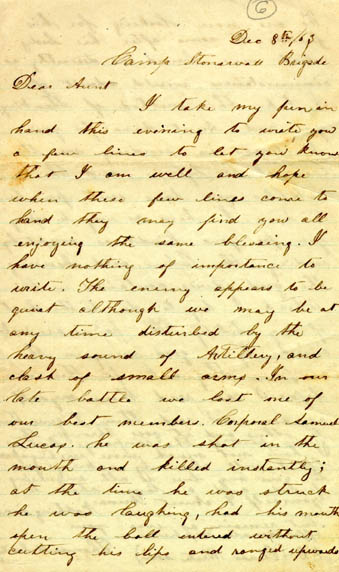 6
Dec 8th/63
Camp Stonewall Brigade
Dear Aunt
I take my pen in
hand this evening to write you
a few lines to let you know
that I am well and hope
when these few lines come to
hand they may find you all
enjoying the same blessing. I
have nothing of importance to
write. The enemy appears to be
quiet although we may be at
any time disturbed by the
heavy sound of Artillery, and
clash of small arms. In our
late battle we lost one of
our best members. Corporal Samuel
Lucas. he was shot in the
mouth and killed instantly;
at the time he was struck
he was laughing, had his mouth
open the ball entered without
cutting his lips and ranged upwards